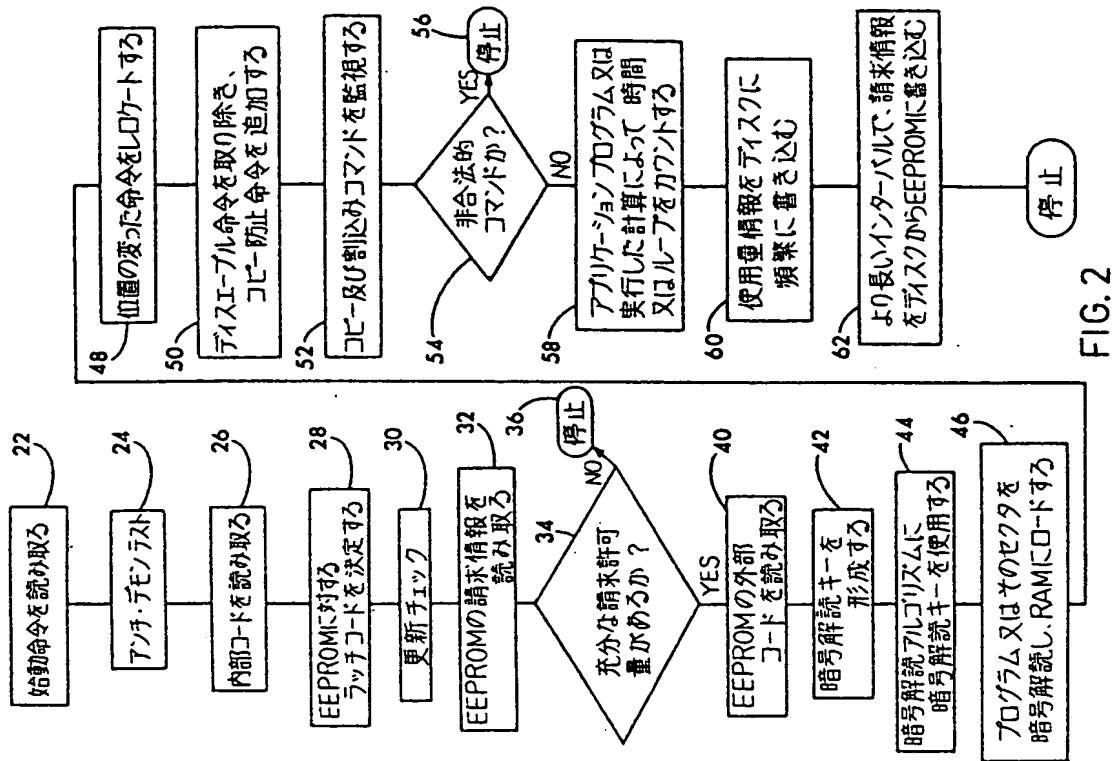 22
始動命令を読み取る
24
アンチ・デモンテスト
26
内部コードを読み取る
28
EEPROMに対する
ラッチコードを決定する
30
更新チェック
32
EEPROMの請求情報を
読み取る
34
充分な請求許可
量があるか?
NO
36
停止
YES
40
EEPROMの外部
コードを読み取る
42
暗号解読キーを
形成する
44
暗号解読アルゴリズムに
暗号解読キーを使用する
46
プログラム又はそのセクタを
暗号解読し、RAMにロードする
48
位置の変った命令をレロケートする
50
ディスエーブル命令を取り除き、
コピー防止命令を追加する
52
コピー及び割込みコマンドを監視する
54
非合法的
コマンドか?
YES
56
停止
NO
58
アプリケーションプログラム又は
実行した計算によって時間
又はループをカウントする
60
使用量情報をディスクに
頻繁に書き込む
62
より長いインターバルで、請求情報
をディスクからEEPROMに書き込む
停止
FIG. 2